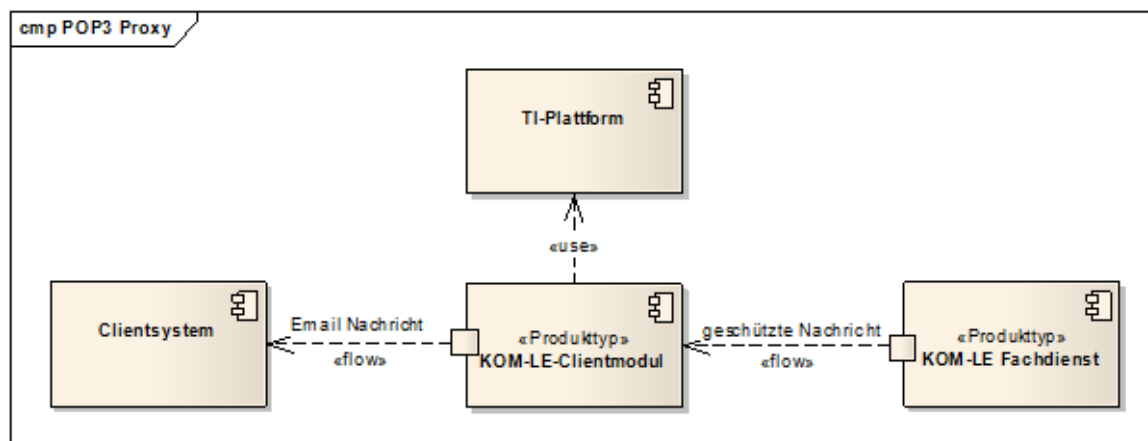 cmp POP3 Proxy
TI-Plattform
«use»
Clientsystem
Email Nachricht
«flow»
«Produkttyp»
KOM-LE-Clientmodul
geschützte Nachricht
«flow»
«Produkttyp»
KOM-LE Fachdienst